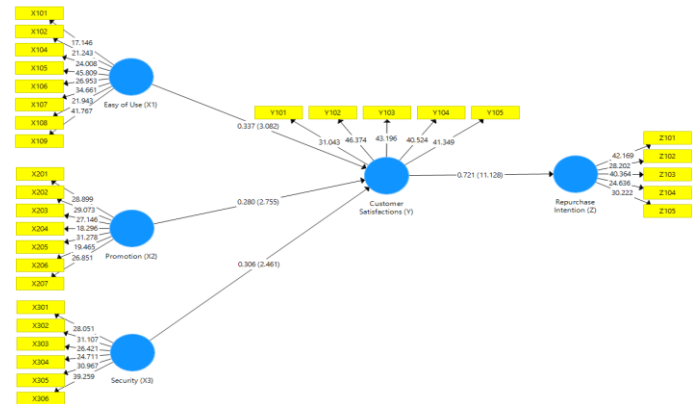 X101
X102
X104
X105
X106
X107
X108
X109
17.146
21.243
24.008
45.809
26.953
34.661
21.943
41.767
Easy of Use (X1)
0.337 (3.082)
Y101
Y102
Y103
Y104
Y105
31.043
46.374
43.196
40.524
41.349
Customer
Satisfactions (Y)
0.721 (11.128)
Z101
Z102
Z103
Z104
Z105
42.169
28.202
40.364
24.636
30.222
Repurchase
Intention (Z)
X201
X202
X203
X204
X205
X206
X207
28.899
29.073
27.146
18.296
31.278
19.465
26.851
Promotion (X2)
0.280 (2.755)
X301
X302
X303
X304
X305
X306
28.051
31.107
26.421
24.711
30.967
39.259
Security (X3)
0.306 (2.461)